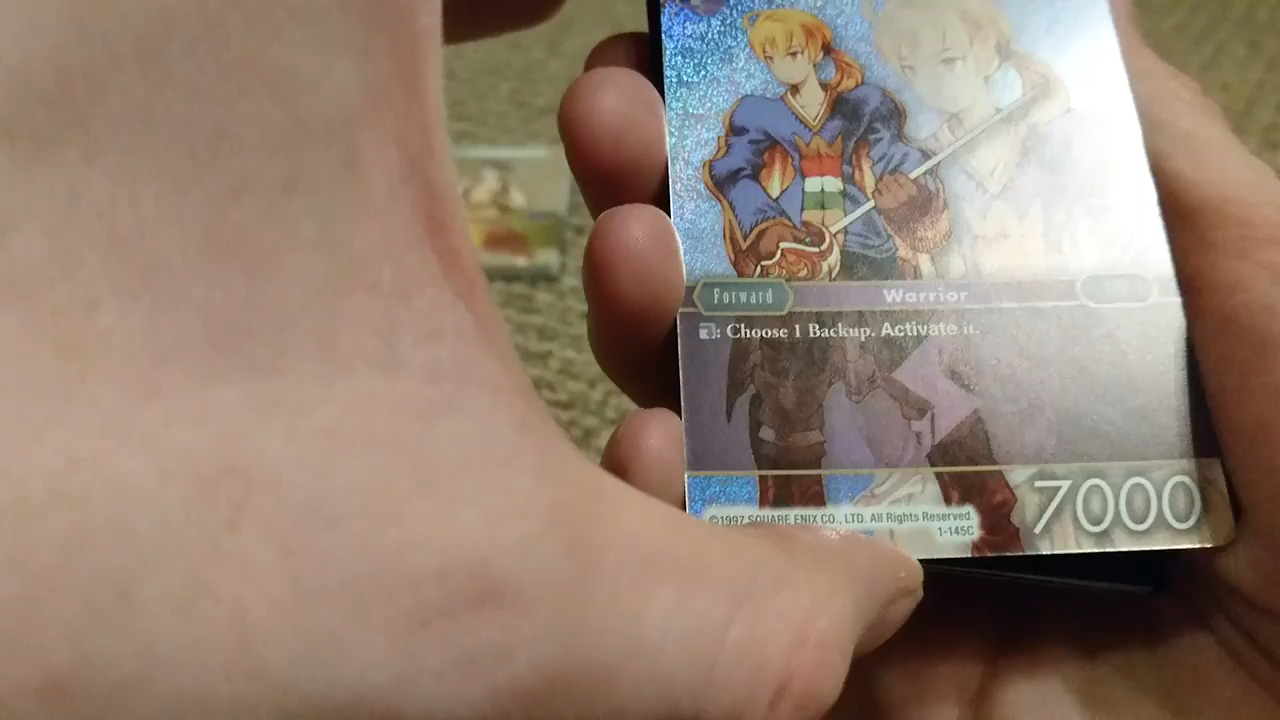 Forward
Warrior
: Choose 1 Backup. Activate it.
7000
©1997 SQUARE ENIX CO., LTD. All Rights Reserved.
1-145C